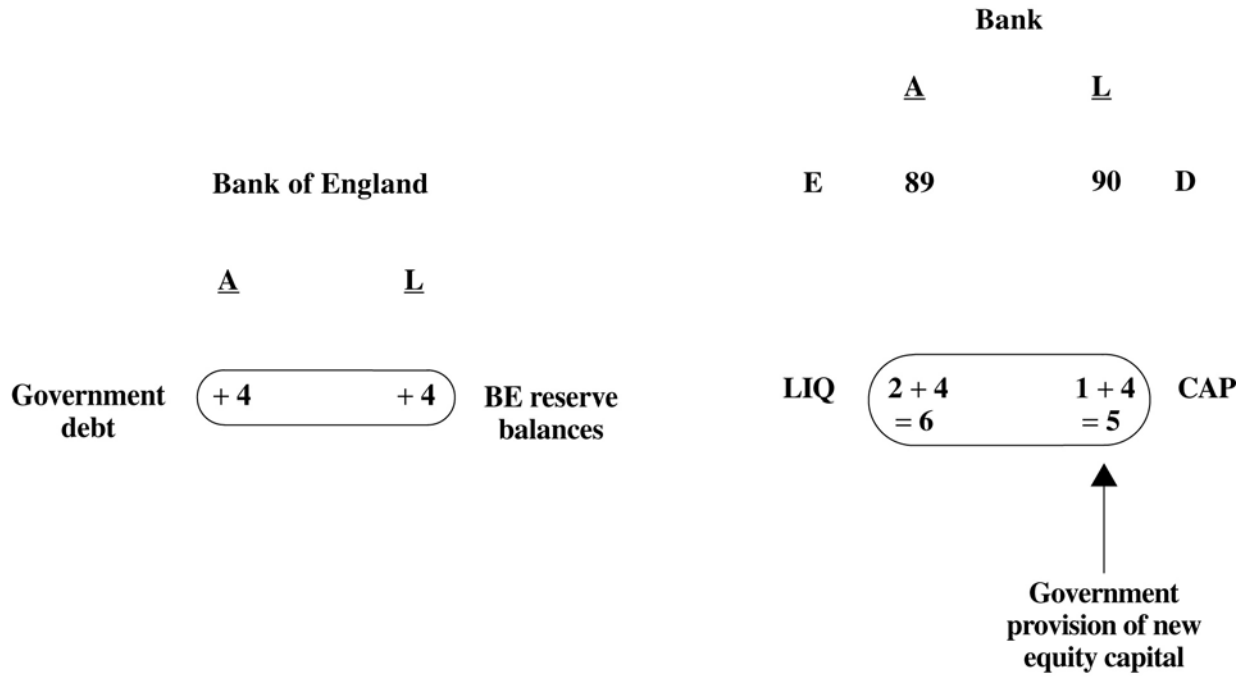 Bank
A L
E 89 90 D
Bank of England
A L
Government
debt
+ 4 + 4
BE reserve
balances
LIQ 2 + 4 1 + 4 CAP
= 6 = 5
Government
provision of new
equity capital